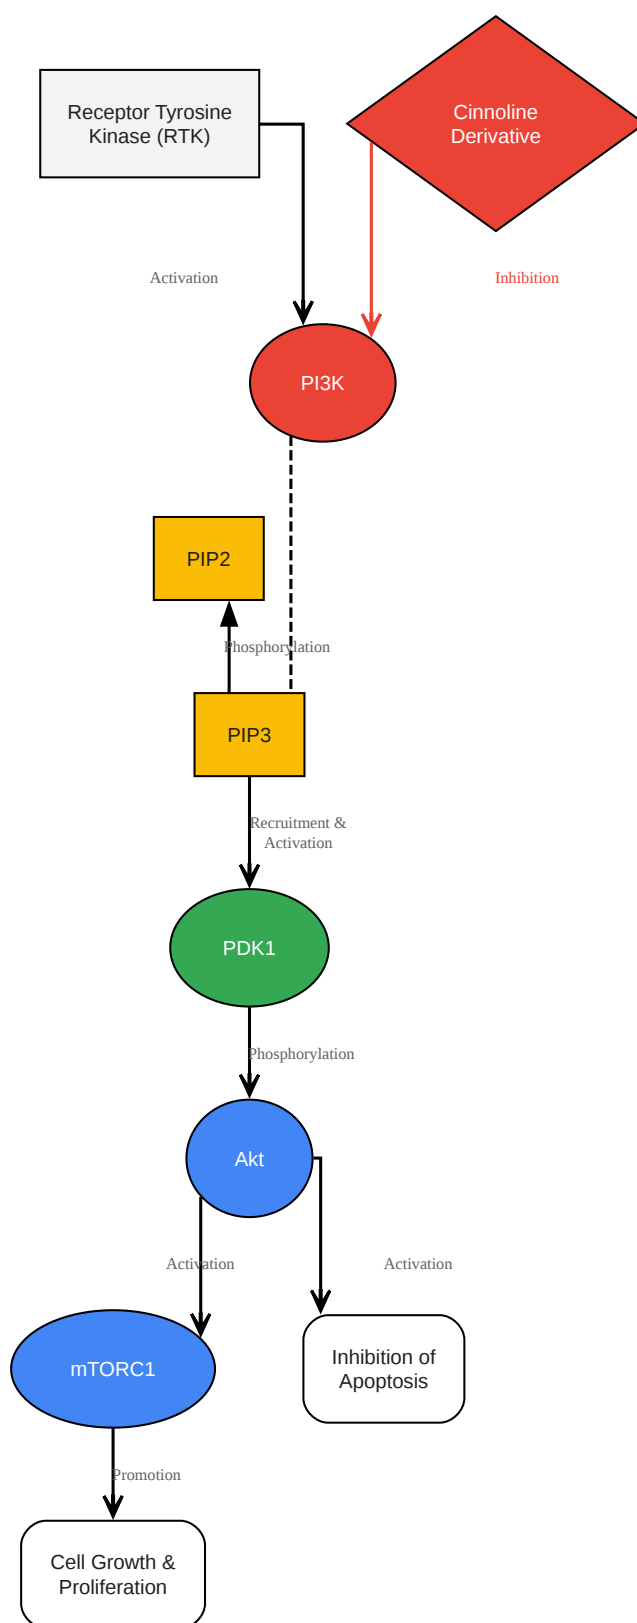 Receptor Tyrosine
Kinase (RTK)
Cinnoline
Derivative
Activation
Inhibition
PI3K
PIP2
Phosphorylation
PIP3
Recruitment &
Activation
PDK1
Phosphorylation
Akt
Activation
Activation
mTORC1
Inhibition of
Apoptosis
Promotion
Cell Growth &
Proliferation